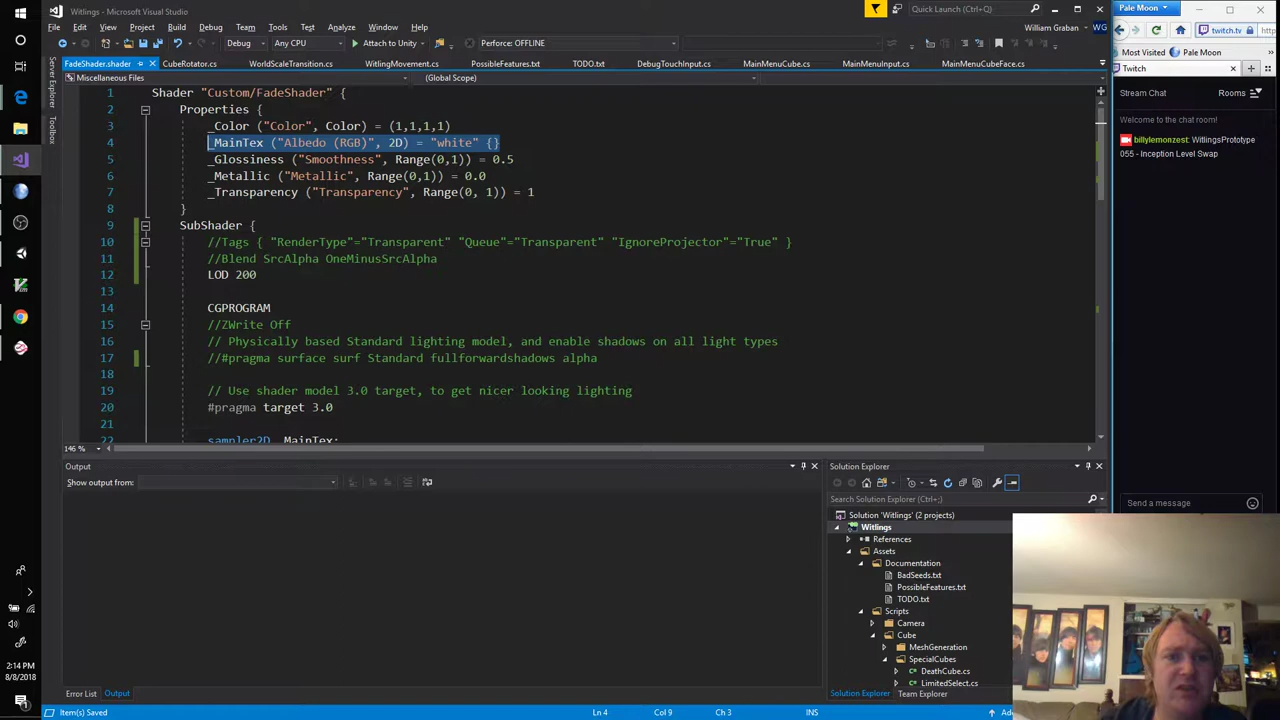 Witlings - Microsoft Visual Studio
Quick Launch (Ctrl+;)
File Edit View Project Build Debug Team Tools Architecture Test Analyze Window Help
William Graban WG
Debug Any CPU Attach to Unity Perforce: OFFLINE
FadeShader.shader CubeRotator.cs WorldScaleTransition.cs WitlingMovement.cs PossibleFeatures.txt TODO.txt DebugTouchInput.cs MainMenuCube.cs MainMenuInput.cs MainMenuCubeFace.cs
Miscellaneous Files (Global Scope)
Server Explorer
Toolbox
1 Shader "Custom/FadeShader" {
2 Properties {
3 _Color ("Color", Color) = (1,1,1,1)
4 _MainTex ("Albedo (RGB)", 2D) = "white" {}
5 _Glossiness ("Smoothness", Range(0,1)) = 0.5
6 _Metallic ("Metallic", Range(0,1)) = 0.0
7 _Transparency ("Transparency", Range(0, 1)) = 1
8 }
9 SubShader {
10 //Tags { "RenderType"="Transparent" "Queue"="Transparent" "IgnoreProjector"="True" }
11 //Blend SrcAlpha OneMinusSrcAlpha
12 LOD 200
13
14 CGPROGRAM
15 //ZWrite Off
16 // Physically based Standard lighting model, and enable shadows on all light types
17 //#pragma surface surf Standard fullforwardshadows alpha
18
19 // Use shader model 3.0 target, to get nicer looking lighting
20 #pragma target 3.0
21
22 sampler2D _MainTex;
146 %
Output
Show output from:
Error List Output
Solution Explorer
Search Solution Explorer (Ctrl+;)
Solution 'Witlings' (2 projects)
Witlings
References
Assets
Documentation
BadSeeds.txt
PossibleFeatures.txt
TODO.txt
Scripts
Camera
Cube
MeshGeneration
SpecialCubes
DeathCube.cs
LimitedSelect.cs
Solution Explorer Team Explorer
Item(s) Saved Ln 4 Col 9 Ch 3 INS
2:14 PM
8/8/2018
Pale Moon
twitch.tv
Most Visited Pale Moon
Twitch
Stream Chat Rooms
Welcome to the chat room!
billylemonzest: WitlingsPrototype
055 - Inception Level Swap
Send a message